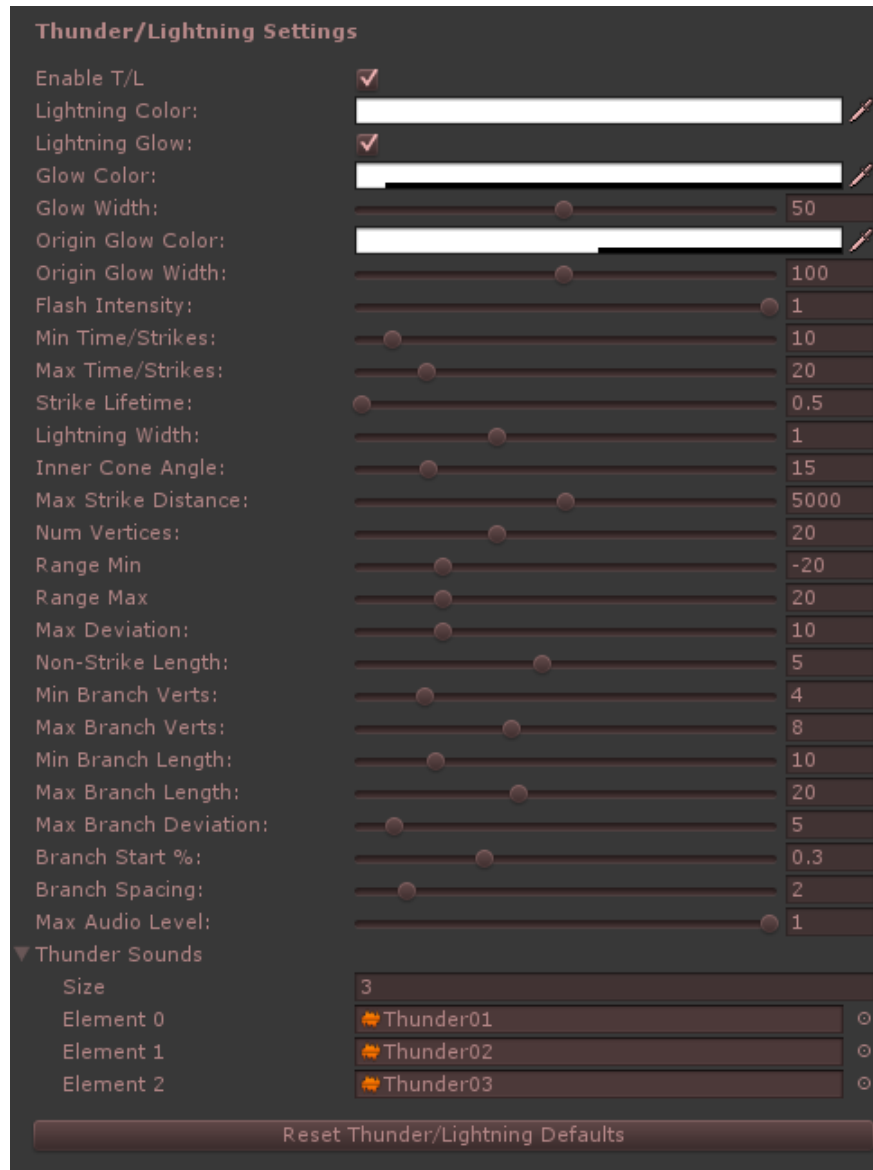 Thunder/Lightning Settings
Enable T/L
Lightning Color:
Lightning Glow:
Glow Color:
Glow Width: 50
Origin Glow Color:
Origin Glow Width: 100
Flash Intensity: 1
Min Time/Strikes: 10
Max Time/Strikes: 20
Strike Lifetime: 0.5
Lightning Width: 1
Inner Cone Angle: 15
Max Strike Distance: 5000
Num Vertices: 20
Range Min -20
Range Max 20
Max Deviation: 10
Non-Strike Length: 5
Min Branch Verts: 4
Max Branch Verts: 8
Min Branch Length: 10
Max Branch Length: 20
Max Branch Deviation: 5
Branch Start %: 0.3
Branch Spacing: 2
Max Audio Level: 1
Thunder Sounds
Size 3
Element 0 Thunder01
Element 1 Thunder02
Element 2 Thunder03
Reset Thunder/Lightning Defaults